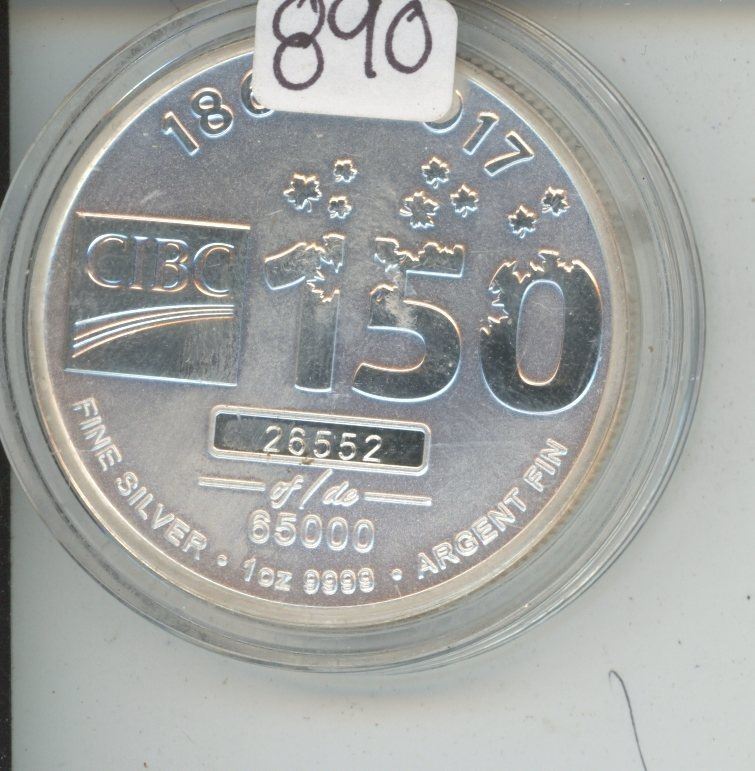 890
18
017
CIBC
150
26552
of/de
65000
FINE SILVER • 1oz 9999 • ARGENT FIN